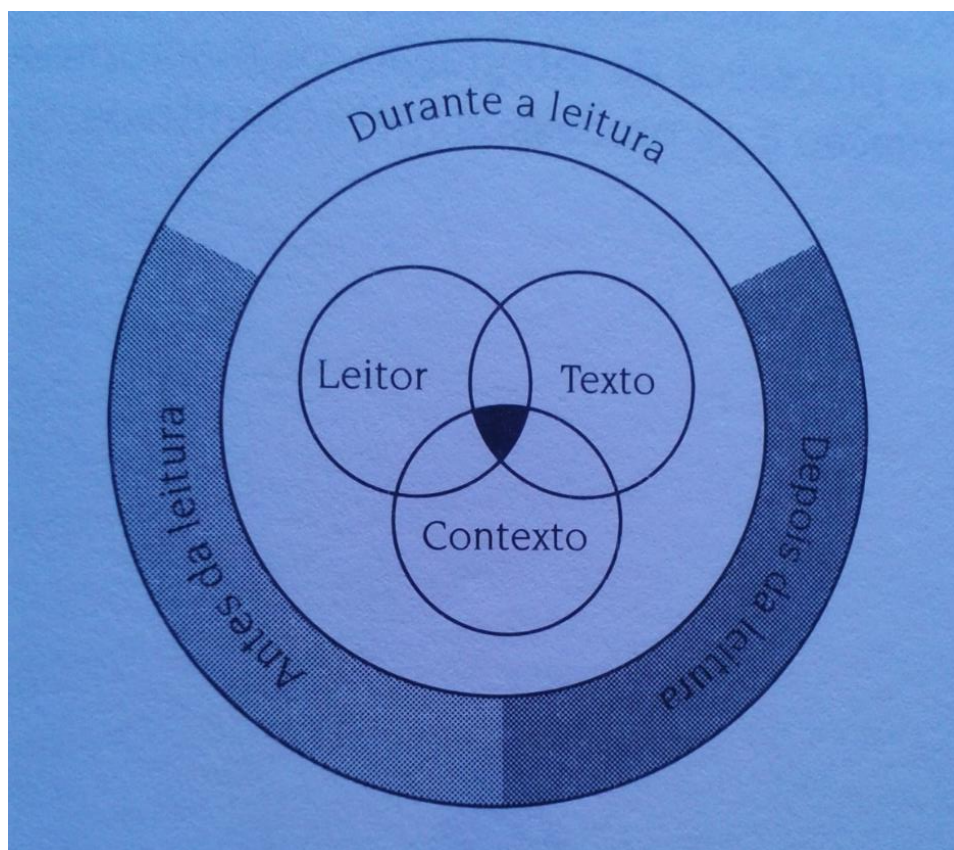 Durante a leitura
Leitor
Texto
Contexto
Antes da leitura
Depois da leitura